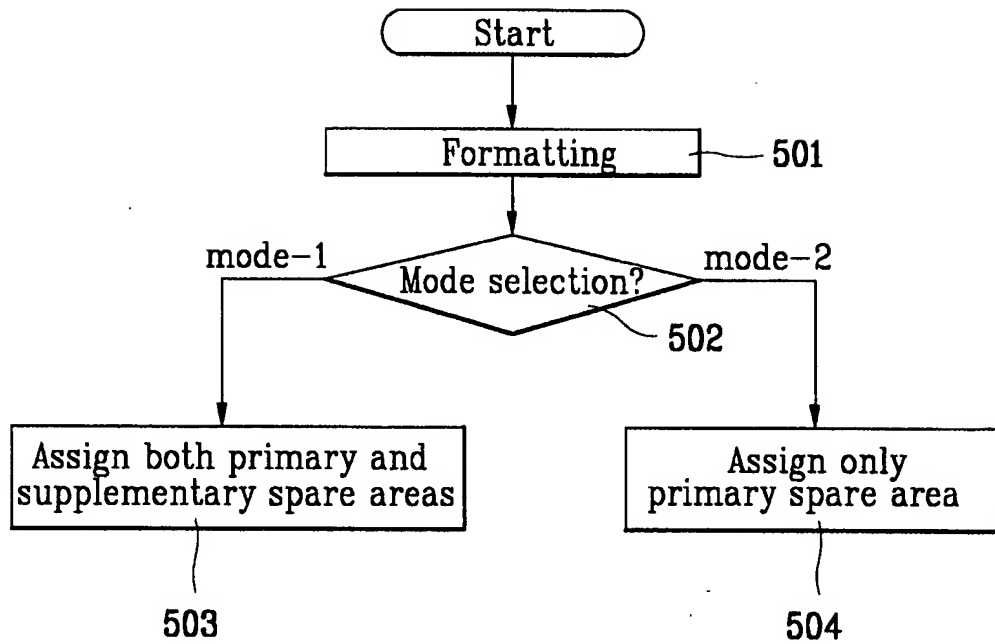 Start
Formatting
501
mode-1
Mode selection?
mode-2
502
Assign both primary and
supplementary spare areas
Assign only
primary spare area
503
504